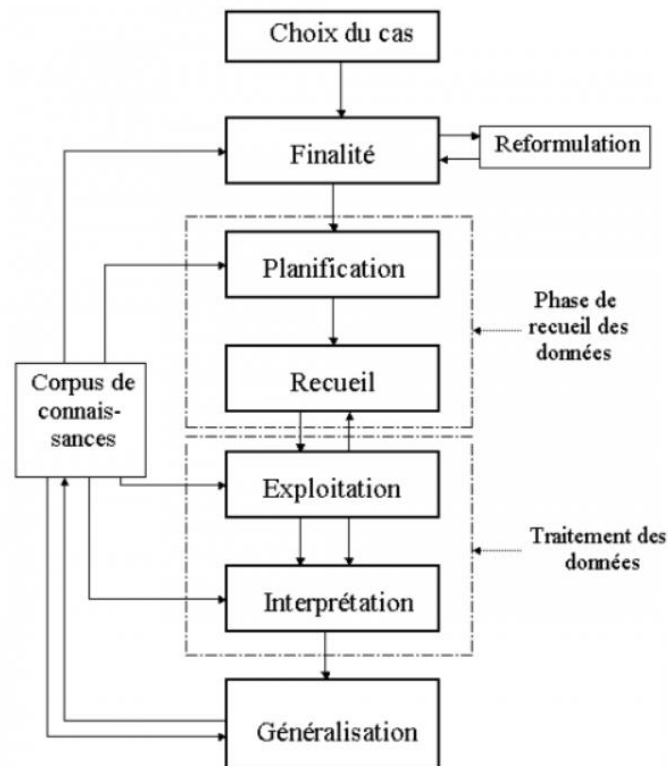 Choix du cas
Finalité
Reformulation
Planification
Phase de
recueil des
données
Recueil
Corpus de
connais-
sances
Exploitation
Traitement des
données
Interprétation
Généralisation